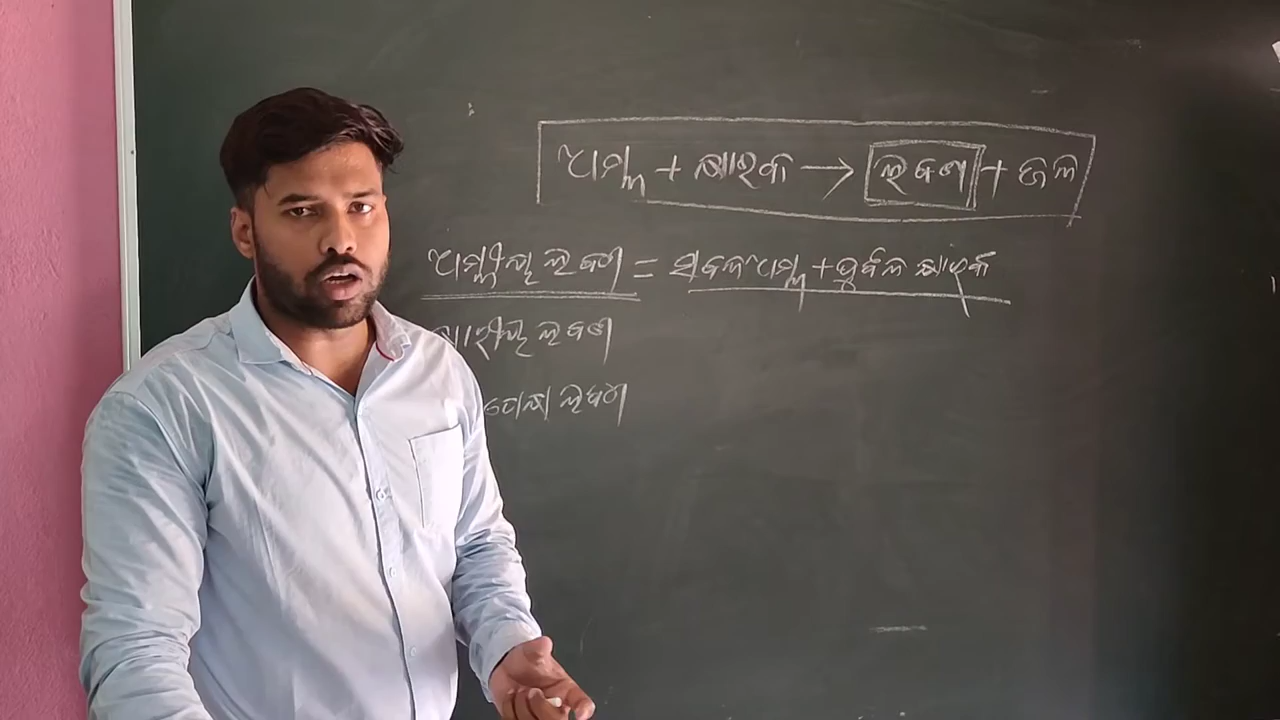 ଅମ୍ଳ + କ୍ଷାରକ → ଲବଣ + ଜଳ
ଅମ୍ଳୀୟ ଲବଣ = ସବଳ ଅମ୍ଳ + ଦୁର୍ବଳ କ୍ଷାରକ
କ୍ଷାରୀୟ ଲବଣ
ଲବଣ